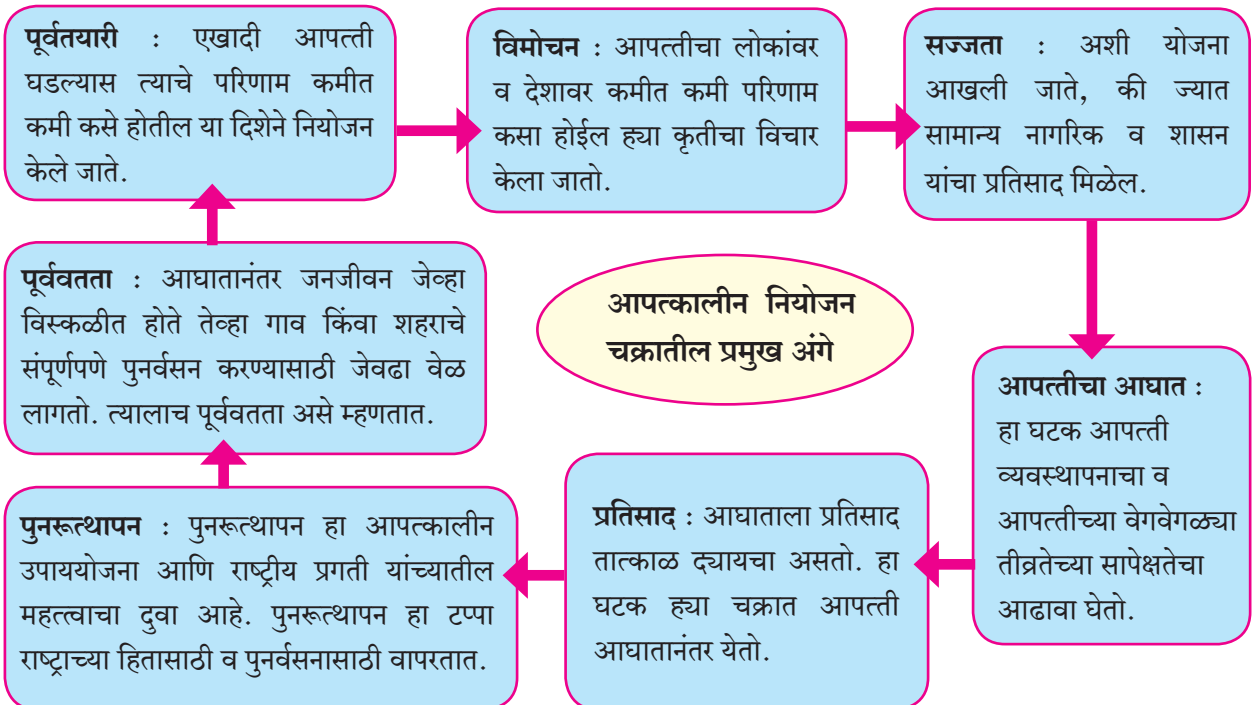 पूर्वतयारी : एखादी आपत्ती
घडल्यास त्याचे परिणाम कमीत
कमी कसे होतील या दिशेने नियोजन
केले जाते.
विमोचन : आपत्तीचा लोकांवर
व देशावर कमीत कमी परिणाम
कसा होईल ह्या कृतीचा विचार
केला जातो.
सज्जता : अशी योजना
आखली जाते, की ज्यात
सामान्य नागरिक व शासन
यांचा प्रतिसाद मिळेल.
पूर्ववतता : आघातानंतर जनजीवन जेव्हा
विस्कळीत होते तेव्हा गाव किंवा शहराचे
संपूर्णपणे पुनर्वसन करण्यासाठी जेवढा वेळ
लागतो. त्यालाच पूर्ववतता असे म्हणतात.
आपत्कालीन नियोजन
चक्रातील प्रमुख अंगे
आपत्तीचा आघात :
हा घटक आपत्ती
व्यवस्थापनाचा व
आपत्तीच्या वेगवेगळ्या
तीव्रतेच्या सापेक्षतेचा
आढावा घेतो.
पुनरूत्थापन : पुनरूत्थापन हा आपत्कालीन
उपाययोजना आणि राष्ट्रीय प्रगती यांच्यातील
महत्त्वाचा दुवा आहे. पुनरूत्थापन हा टप्पा
राष्ट्राच्या हितासाठी व पुनर्वसनासाठी वापरतात.
प्रतिसाद : आघाताला प्रतिसाद
तात्काळ द्यायचा असतो. हा
घटक ह्या चक्रात आपत्ती
आघातानंतर येतो.